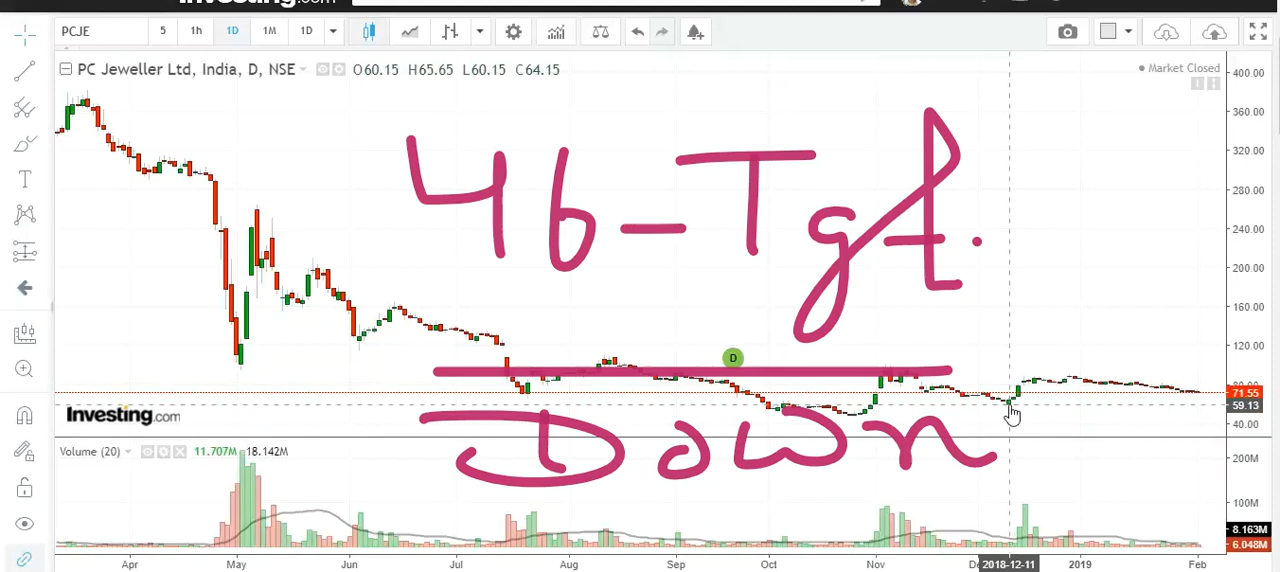 Investing.com
PCJE 5 1h 1D 1M 1D
PC Jeweller Ltd, India, D, NSE O60.15 H65.65 L60.15 C64.15
Market Closed
400.00
360.00
320.00
280.00
240.00
200.00
160.00
120.00
80.00
71.55
59.13
40.00
46-Tgt.
D
Down
Investing.com
Volume (20) 11.707M 18.142M
200M
100M
8.163M
6.048M
Apr May Jun Jul Aug Sep Oct Nov De 2018-12-11 2019 Feb